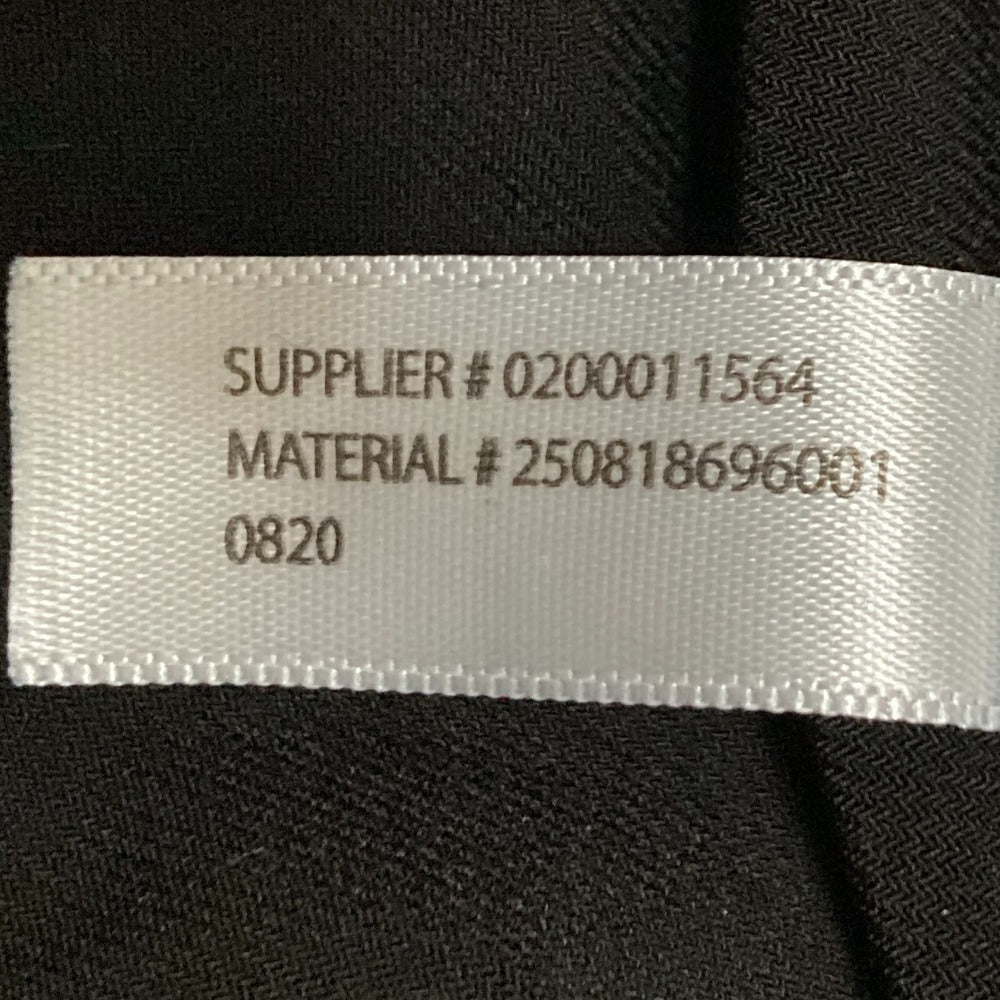 SUPPLIER # 0200011564
MATERIAL # 250818696001
0820